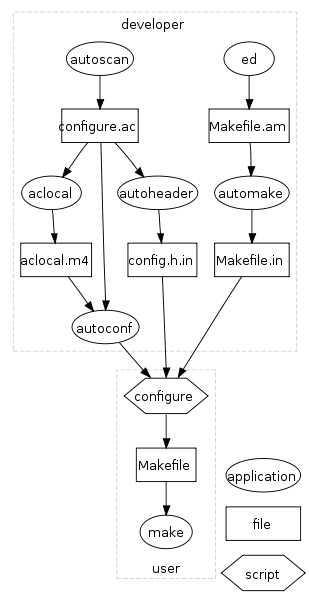 developer
autoscan
ed
configure.ac
Makefile.am
aclocal
autoheader
automake
aclocal.m4
config.h.in
Makefile.in
autoconf
configure
Makefile
application
file
make
user
script